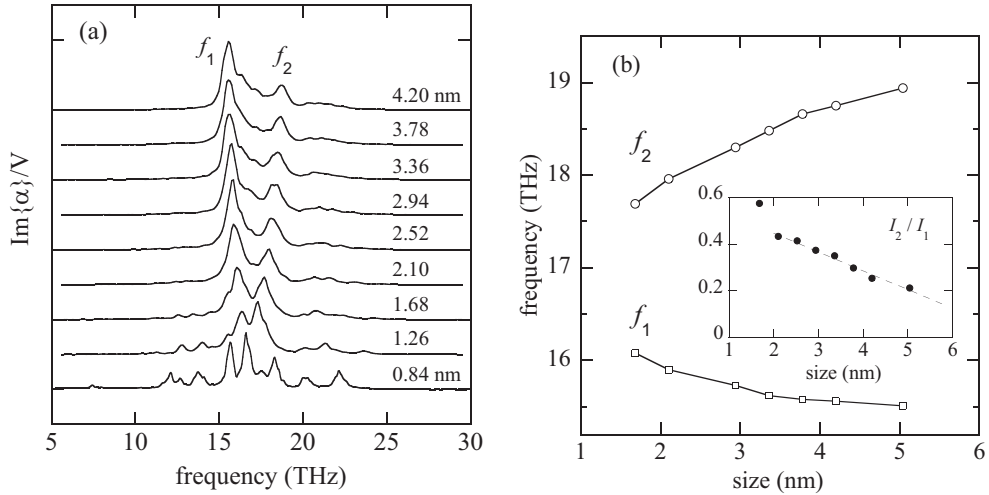 (a)
f1
f2
4.20 nm
3.78
3.36
2.94
2.52
2.10
1.68
1.26
0.84 nm
Im{α}/V
5 10 15 20 25 30
frequency (THz)
(b)
19
18
17
16
frequency (THz)
f2
f1
0.6
0.4
0.2
0
I2 / I1
1 2 3 4 5 6
size (nm)
1 2 3 4 5 6
size (nm)